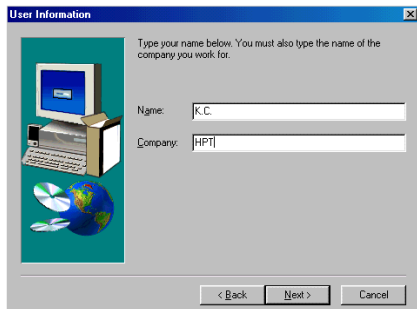 User Information
Type your name below. You must also type the name of the
company you work for.
Name: K.C.
Company: HPT
< Back Next > Cancel